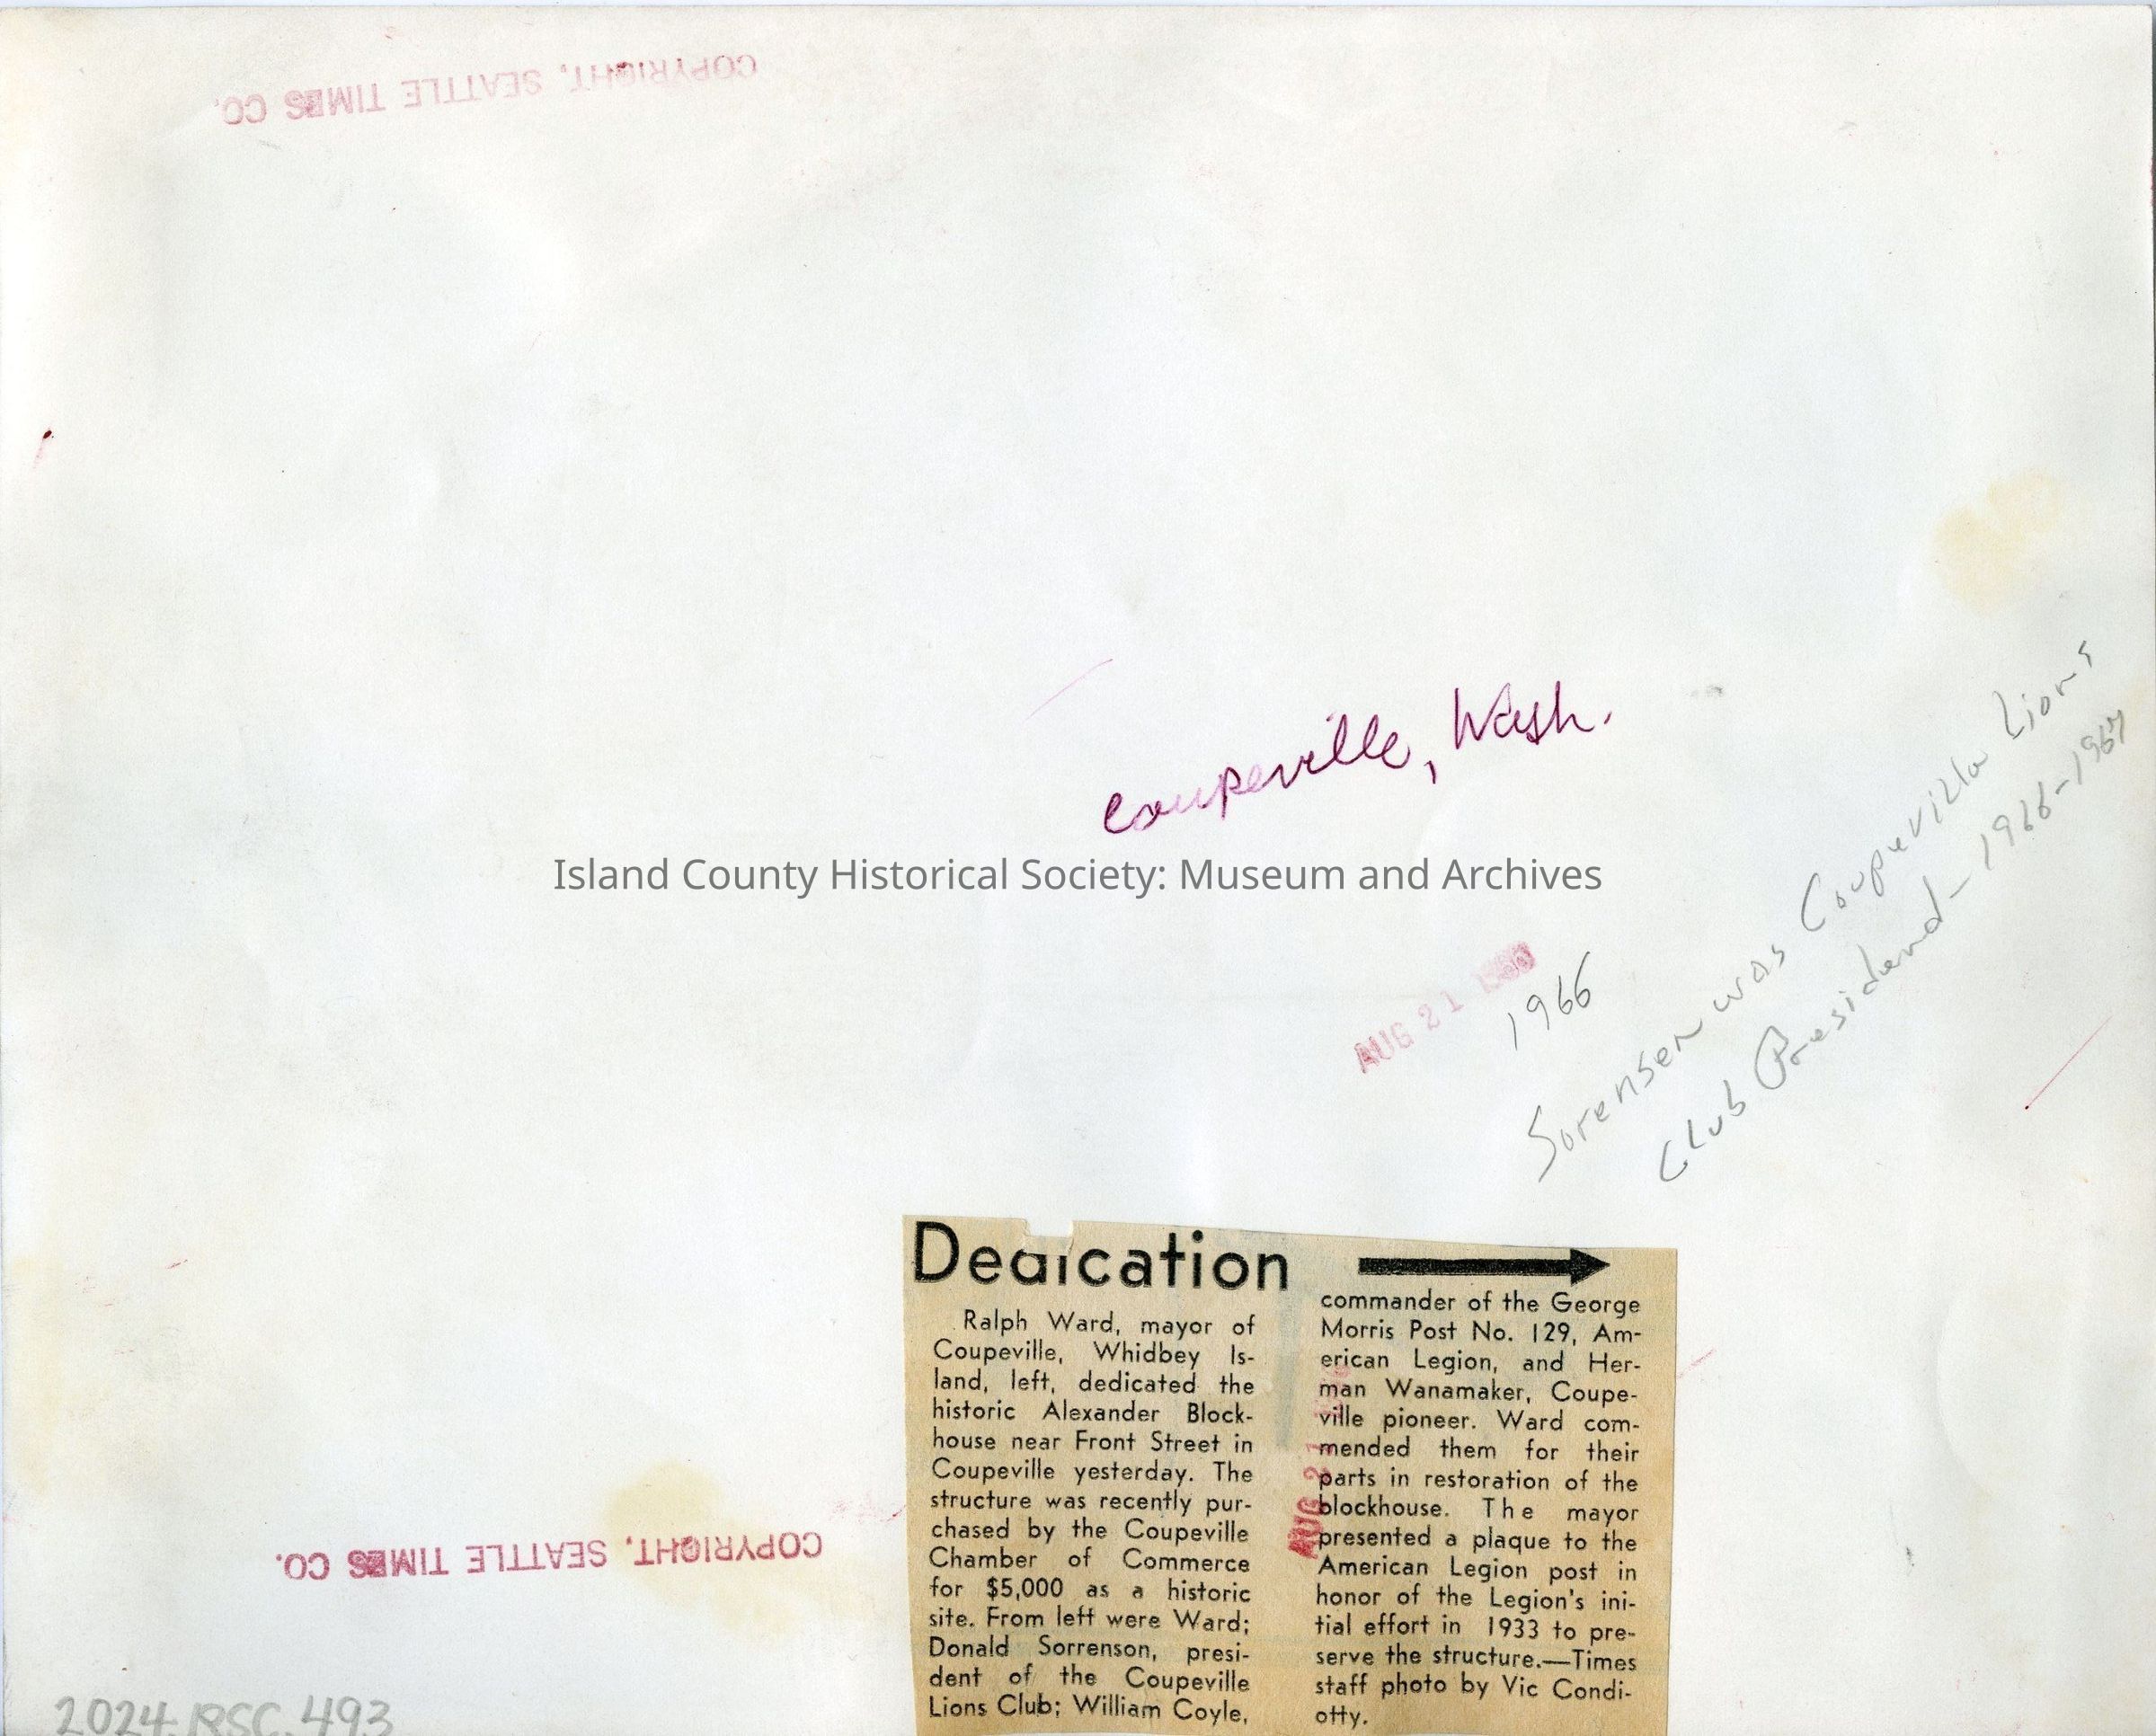 COPYRIGHT, SEATTLE TIMES CO.
Coupeville, Wash.
Island County Historical Society: Museum and Archives
AUG 21
1966
Sorensen was Coupeville Lions
Club President - 1966-1967
Dedication
Ralph Ward, mayor of
Coupeville, Whidbey Is-
land, left, dedicated the
historic Alexander Block-
house near Front Street in
Coupeville yesterday. The
structure was recently pur-
chased by the Coupeville
Chamber of Commerce
for $5,000 as a historic
site. From left were Ward;
Donald Sorrenson, presi-
dent of the Coupeville
Lions Club; William Coyle,
commander of the George
Morris Post No. 129, Am-
erican Legion, and Her-
man Wanamaker, Coupe-
ville pioneer. Ward com-
mended them for their
parts in restoration of the
blockhouse. The mayor
presented a plaque to the
American Legion post in
honor of the Legion's ini-
tial effort in 1933 to pre-
serve the structure.—Times
staff photo by Vic Condi-
otty.
AUG 21
COPYRIGHT, SEATTLE TIMES CO.
2024.RSC.493